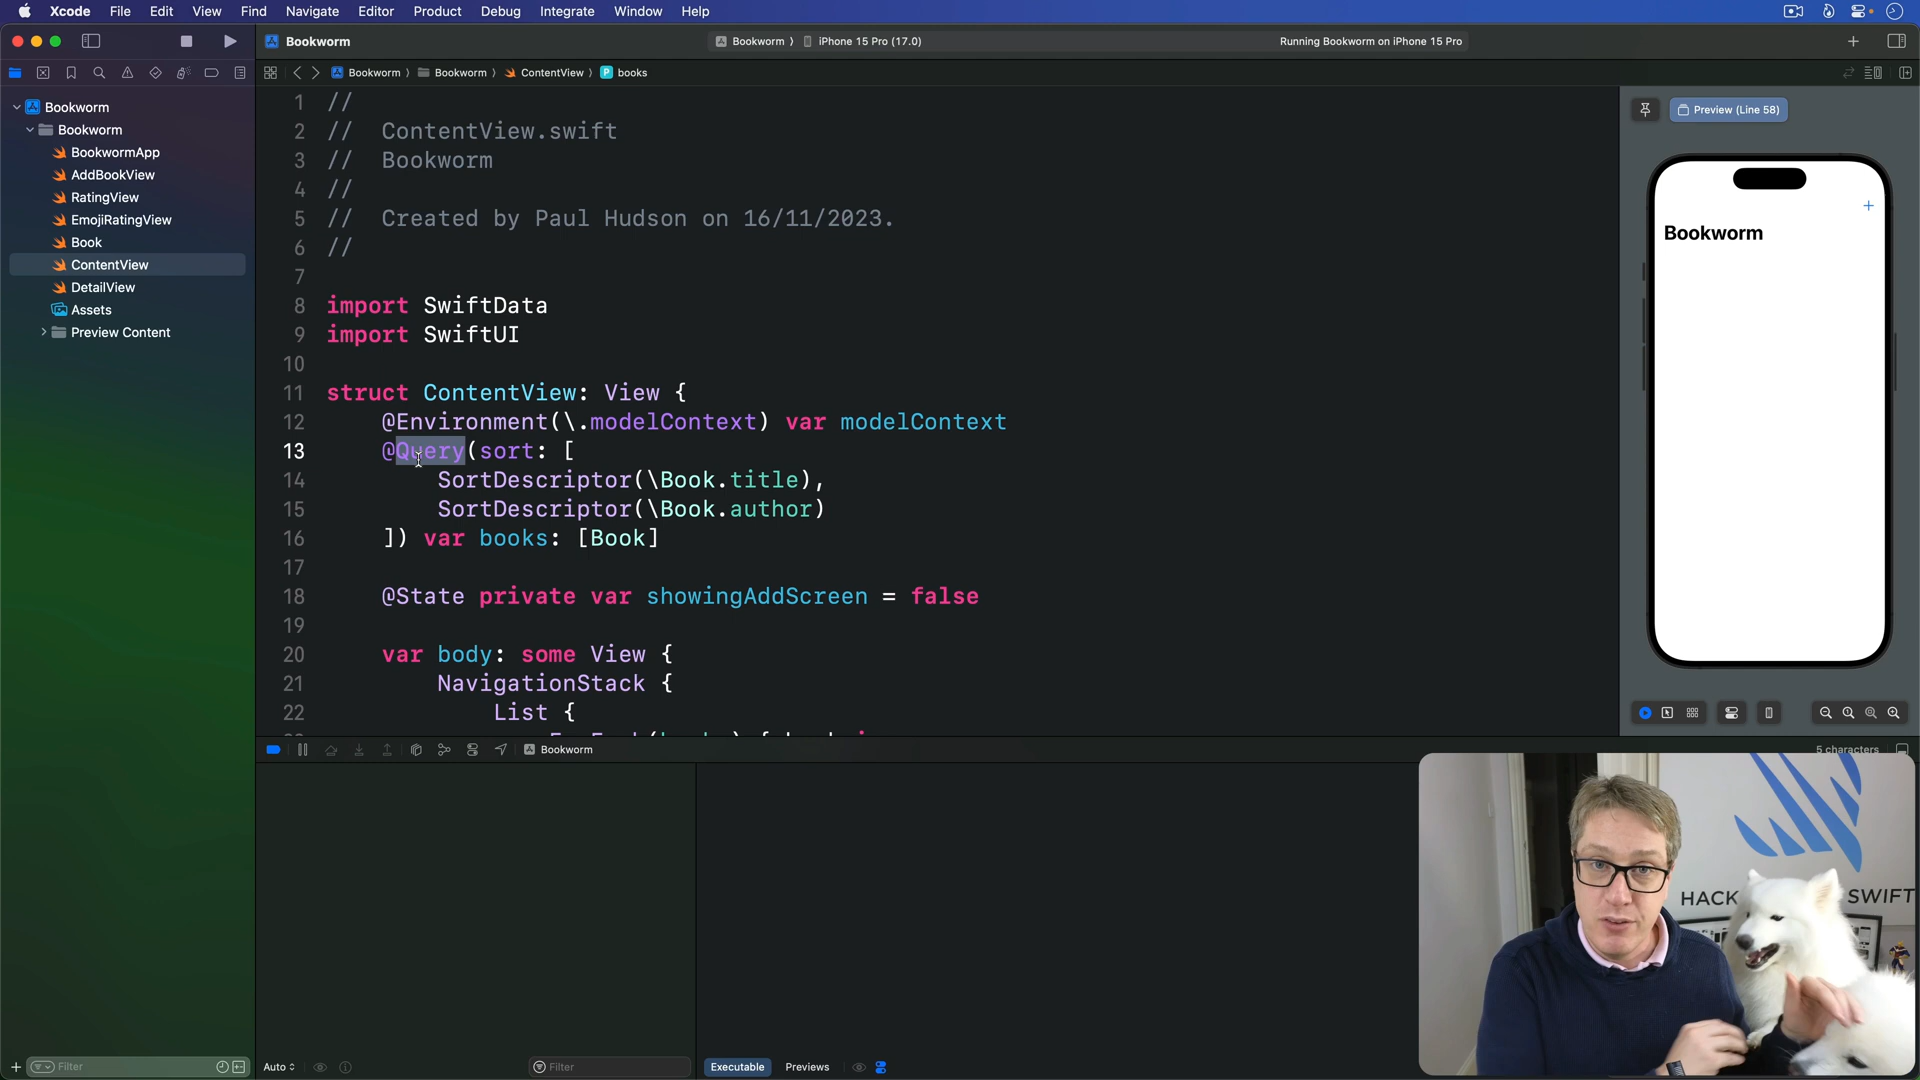 Xcode File Edit View Find Navigate Editor Product Debug Integrate Window Help
Bookworm
Bookworm ⟩ iPhone 15 Pro (17.0)
Running Bookworm on iPhone 15 Pro
Bookworm ⟩ Bookworm ⟩ ContentView ⟩ P books
Bookworm
Bookworm
BookwormApp
AddBookView
RatingView
EmojiRatingView
Book
ContentView
DetailView
Assets
Preview Content
Filter
1 //
2 //  ContentView.swift
3 //  Bookworm
4 //
5 //  Created by Paul Hudson on 16/11/2023.
6 //
7
8 import SwiftData
9 import SwiftUI
10
11 struct ContentView: View {
12     @Environment(\.modelContext) var modelContext
13     @Query(sort: [
14         SortDescriptor(\Book.title),
15         SortDescriptor(\Book.author)
16     ]) var books: [Book]
17
18     @State private var showingAddScreen = false
19
20     var body: some View {
21         NavigationStack {
22             List {
Preview (Line 58)
+
Bookworm
Bookworm
5 characters
Auto
Filter
Executable Previews
HACK
SWIFT